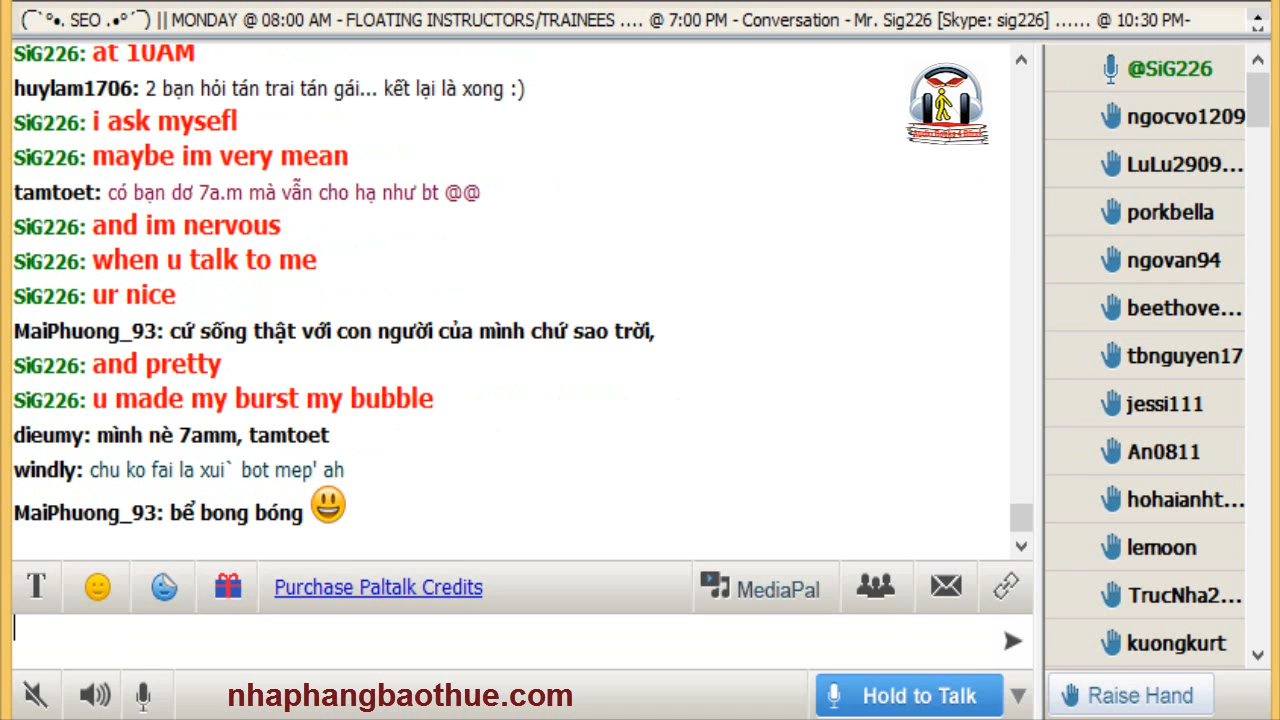 (¯`°•. SEO .•°´¯) || MONDAY @ 08:00 AM - FLOATING INSTRUCTORS/TRAINEES .... @ 7:00 PM - Conversation - Mr. Sig226 [Skype: sig226] ...... @ 10:30 PM-
SiG226: at 10AM
huylam1706: 2 bạn hỏi tán trai tán gái... kết lại là xong :)
SiG226: i ask mysefl
SiG226: maybe im very mean
tamtoet: có bạn dơ 7a.m mà vẫn cho hạ như bt @@
SiG226: and im nervous
SiG226: when u talk to me
SiG226: ur nice
MaiPhuong_93: cứ sống thật với con người của mình chứ sao trời,
SiG226: and pretty
SiG226: u made my burst my bubble
dieumy: mình nè 7amm, tamtoet
windly: chu ko fai la xui` bot mep' ah
MaiPhuong_93: bể bong bóng
@SiG226
ngocvo1209
LuLu2909...
porkbella
ngovan94
beethove...
tbnguyen17
jessi111
An0811
hohaianht...
lemoon
TrucNha2...
kuongkurt
T
Purchase Paltalk Credits
MediaPal
nhaphangbaothue.com
Hold to Talk
Raise Hand